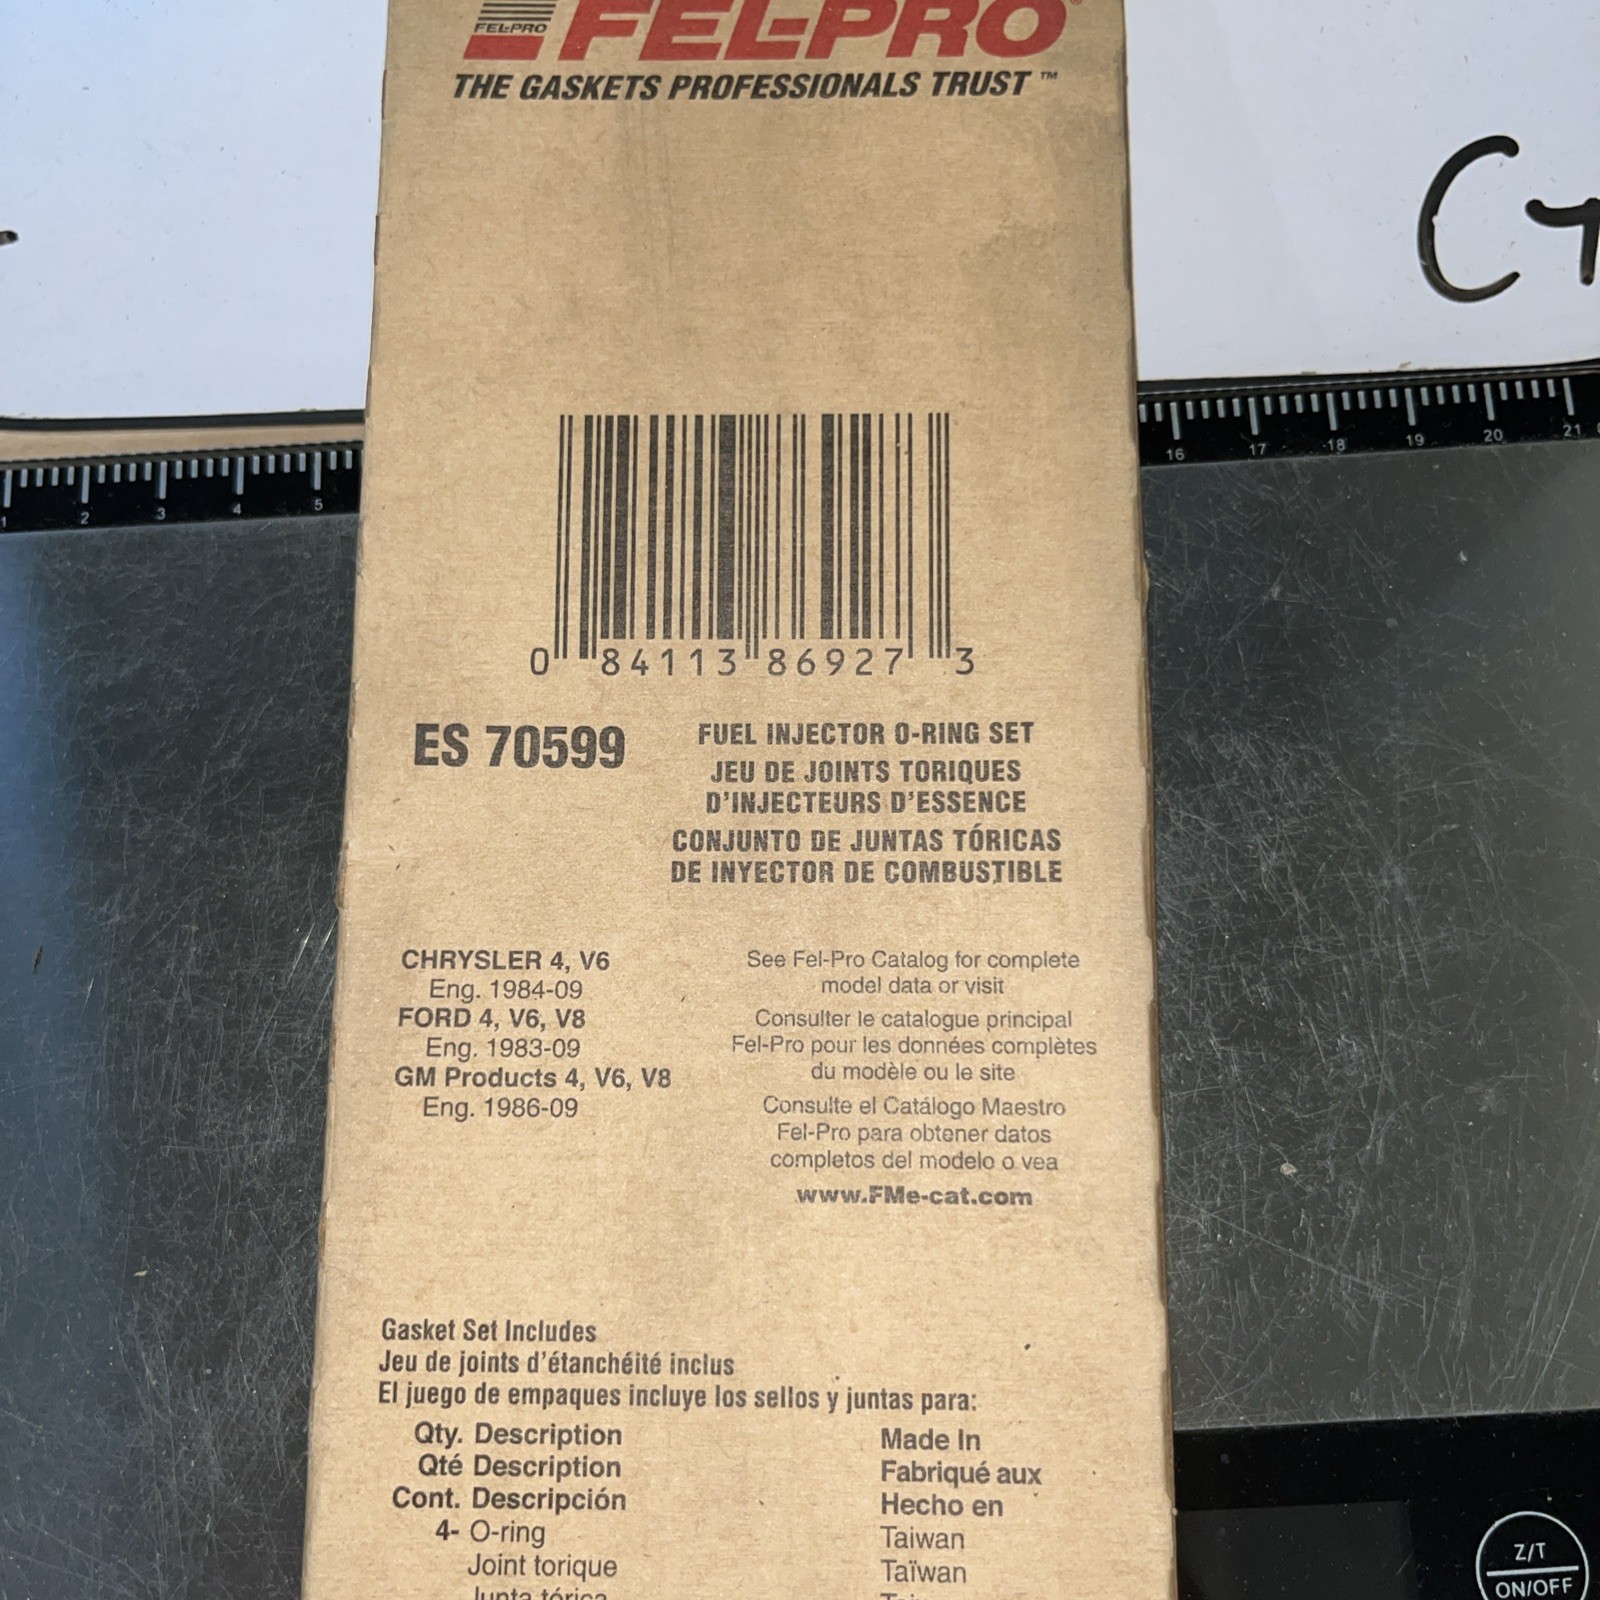 FEL-PRO
FEL-PRO®
THE GASKETS PROFESSIONALS TRUST™
0 84113 86927 3
ES 70599
FUEL INJECTOR O-RING SET
JEU DE JOINTS TORIQUES
D'INJECTEURS D'ESSENCE
CONJUNTO DE JUNTAS TÓRICAS
DE INYECTOR DE COMBUSTIBLE
CHRYSLER 4, V6
Eng. 1984-09
FORD 4, V6, V8
Eng. 1983-09
GM Products 4, V6, V8
Eng. 1986-09
See Fel-Pro Catalog for complete
model data or visit
Consulter le catalogue principal
Fel-Pro pour les données complètes
du modèle ou le site
Consulte el Catálogo Maestro
Fel-Pro para obtener datos
completos del modelo o vea
www.FMe-cat.com
Gasket Set Includes
Jeu de joints d'étanchéité inclus
El juego de empaques incluye los sellos y juntas para:
Qty. Description Made In
Qté Description Fabriqué aux
Cont. Descripción Hecho en
4- O-ring Taiwan
Joint torique Taïwan
Junta tórica
1 2 3 4 5
16 17 18 19 20 21
Z/T
ON/OFF